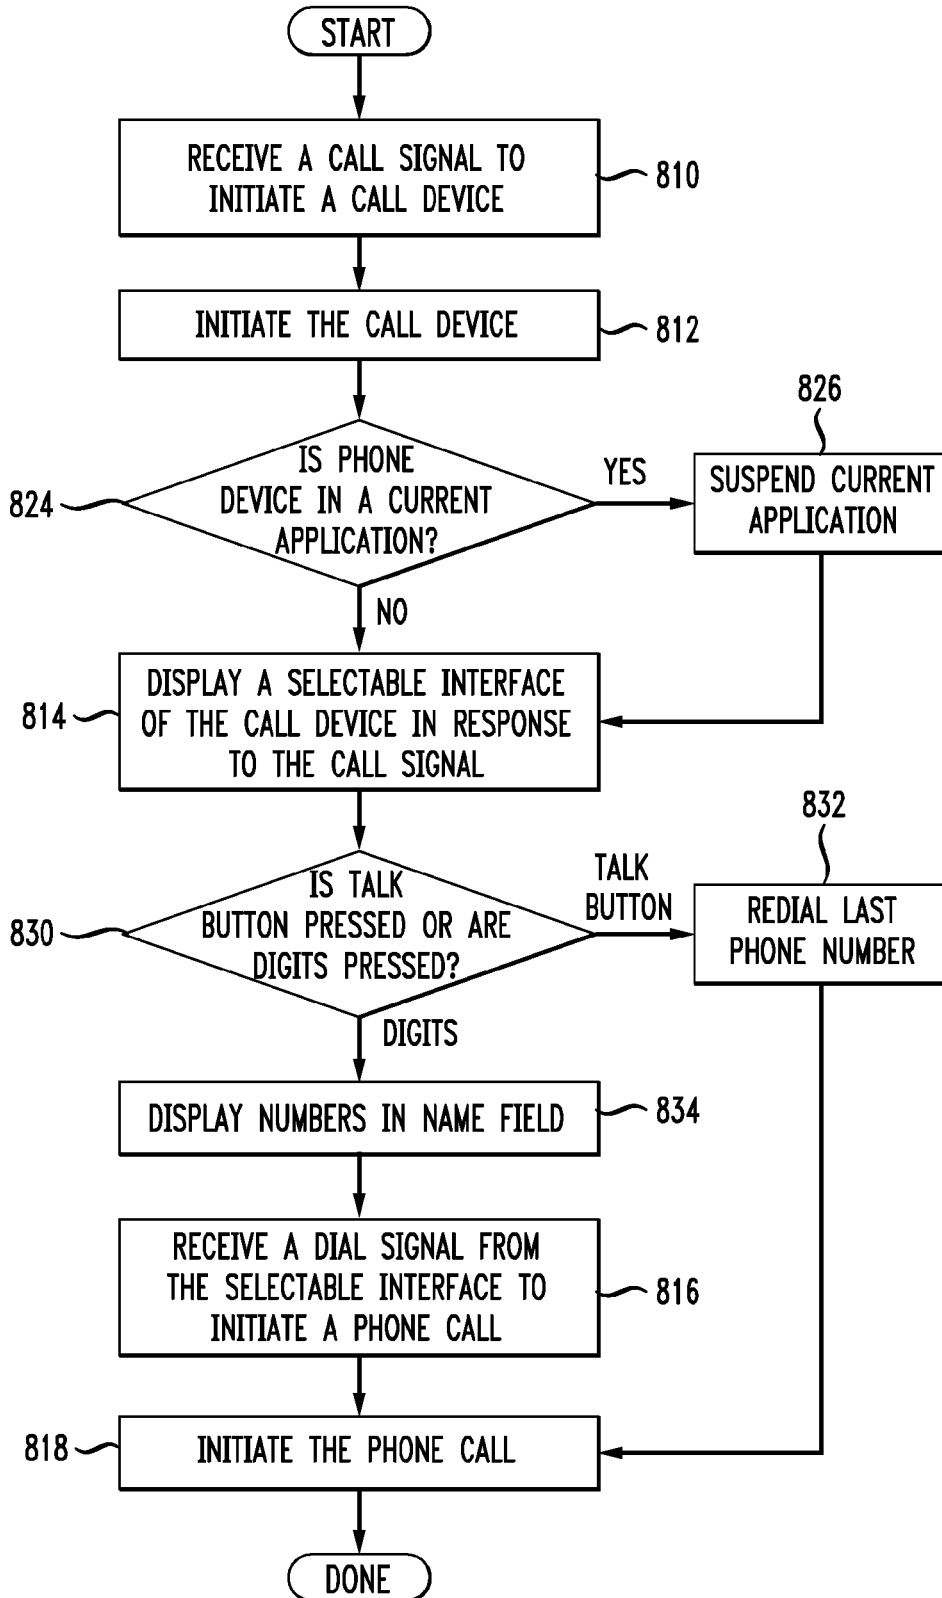 START
RECEIVE A CALL SIGNAL TO
INITIATE A CALL DEVICE
810
INITIATE THE CALL DEVICE
812
826
IS PHONE
DEVICE IN A CURRENT
APPLICATION?
824
YES
SUSPEND CURRENT
APPLICATION
NO
DISPLAY A SELECTABLE INTERFACE
OF THE CALL DEVICE IN RESPONSE
TO THE CALL SIGNAL
814
832
IS TALK
BUTTON PRESSED OR ARE
DIGITS PRESSED?
830
TALK
BUTTON
REDIAL LAST
PHONE NUMBER
DIGITS
DISPLAY NUMBERS IN NAME FIELD
834
RECEIVE A DIAL SIGNAL FROM
THE SELECTABLE INTERFACE TO
INITIATE A PHONE CALL
816
818
INITIATE THE PHONE CALL
DONE